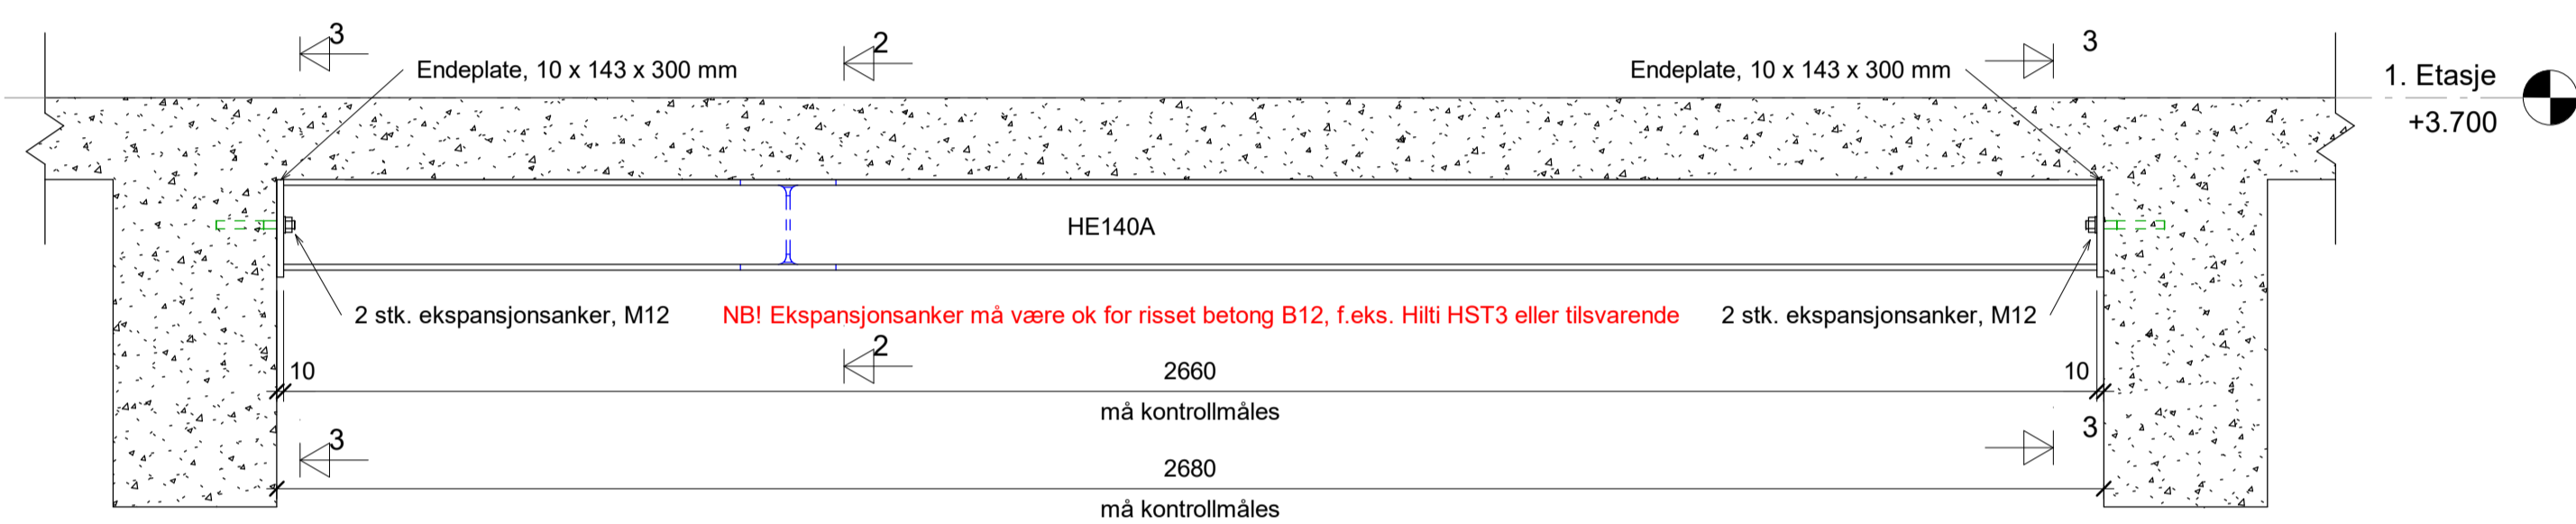 3
2
3
Endeplate, 10 x 143 x 300 mm
Endeplate, 10 x 143 x 300 mm
1. Etasje
+3.700
HE140A
2 stk. ekspansjonsanker, M12
NB! Ekspansjonsanker må være ok for risset betong B12, f.eks. Hilti HST3 eller tilsvarende
2 stk. ekspansjonsanker, M12
2
10
2660
10
må kontrollmåles
3
3
2680
må kontrollmåles